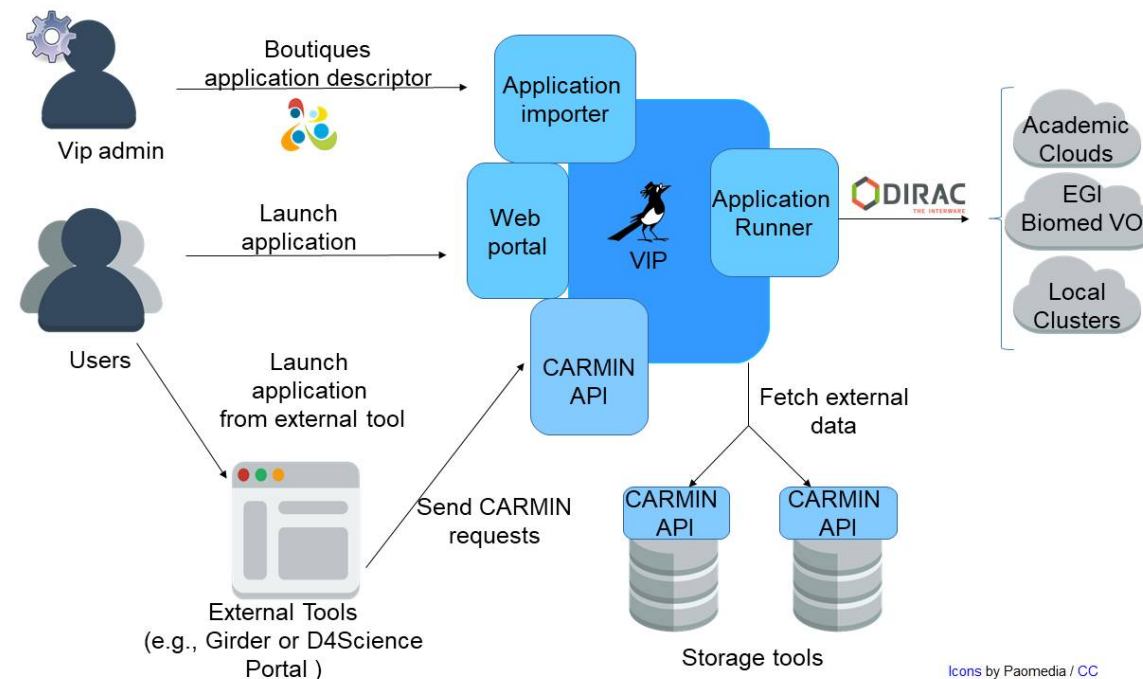 Boutiques
application descriptor
Vip admin
Application
importer
Academic
Clouds
EGI
Biomed VO
Local
Clusters
Launch
application
Web
portal
VIP
Application
Runner
DIRAC
THE INTERWARE
Users
Launch
application
from external tool
CARMIN
API
Fetch external
data
Send CARMIN
requests
CARMIN
API
CARMIN
API
External Tools
(e.g., Girder or D4Science
Portal )
Storage tools
Icons by Paomedia / CC